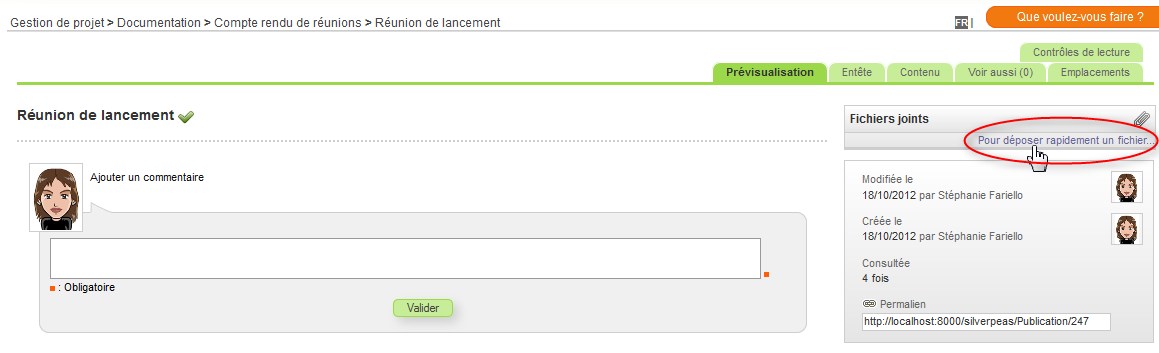 Gestion de projet > Documentation > Compte rendu de réunions > Réunion de lancement
FR |
Que voulez-vous faire ?
Contrôles de lecture
Prévisualisation Entête Contenu Voir aussi (0) Emplacements
Réunion de lancement
Ajouter un commentaire
: Obligatoire
Valider
Fichiers joints
Pour déposer rapidement un fichier...
Modifiée le
18/10/2012 par Stéphanie Fariello
Créée le
18/10/2012 par Stéphanie Fariello
Consultée
4 fois
Permalien
http://localhost:8000/silverpeas/Publication/247